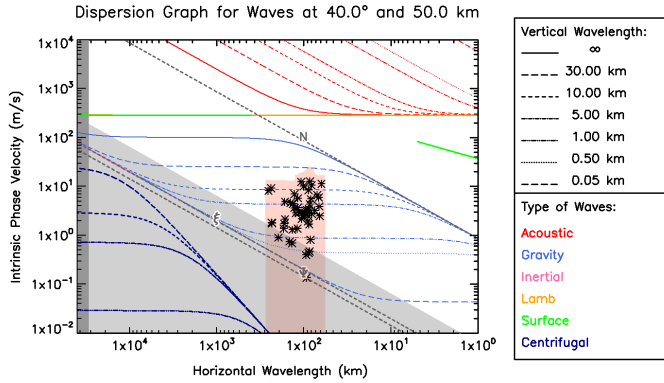 Dispersion Graph for Waves at 40.0° and 50.0 km
Intrinsic Phase Velocity (m/s)
1x10^4
1x10^3
1x10^2
1x10^1
1x10^0
1x10^-1
1x10^-2
N
ξ
1x10^4
1x10^3
1x10^2
1x10^1
1x10^0
Horizontal Wavelength (km)
Vertical Wavelength:
∞
30.00 km
10.00 km
5.00 km
1.00 km
0.50 km
0.05 km
Type of Waves:
Acoustic
Gravity
Inertial
Lamb
Surface
Centrifugal